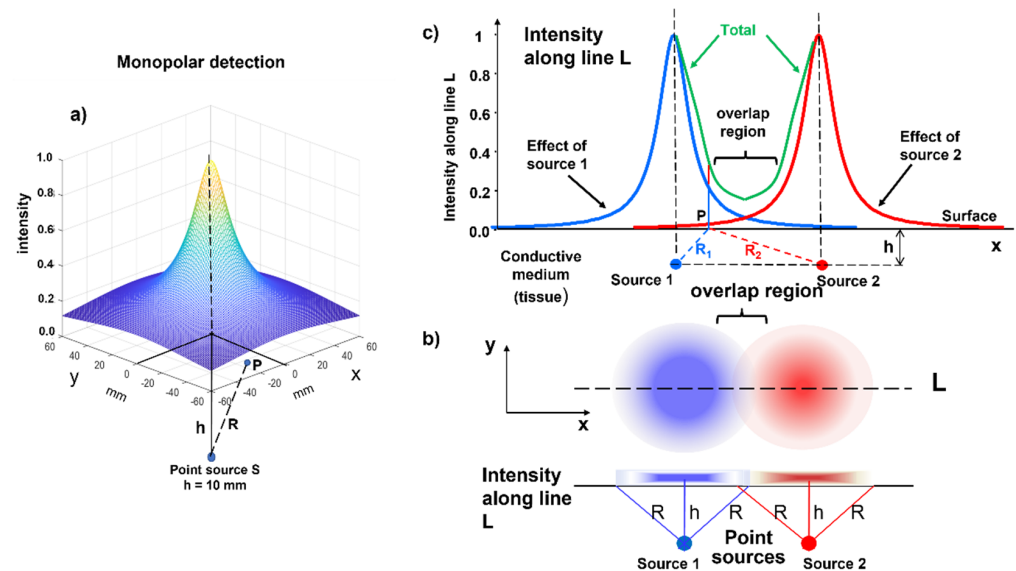 Monopolar detection
a)
intensity
1.0
0.8
0.6
0.4
0.2
0.0
60
40
20
0
-20
-40
-60
y
mm
-60
-40
-20
0
20
40
60
mm
x
P
h
R
Point source S
h = 10 mm
c)
Intensity along line L
1
0.8
0.6
0.4
0.2
0.0
Intensity
along line L
Total
overlap
region
Effect of
source 1
Effect of
source 2
P
Surface
x
h
R1
R2
Conductive
medium
(tissue)
Source 1
Source 2
overlap region
b)
y
x
L
Intensity
along line
L
R
h
R
R
h
R
Point
sources
Source 1
Source 2